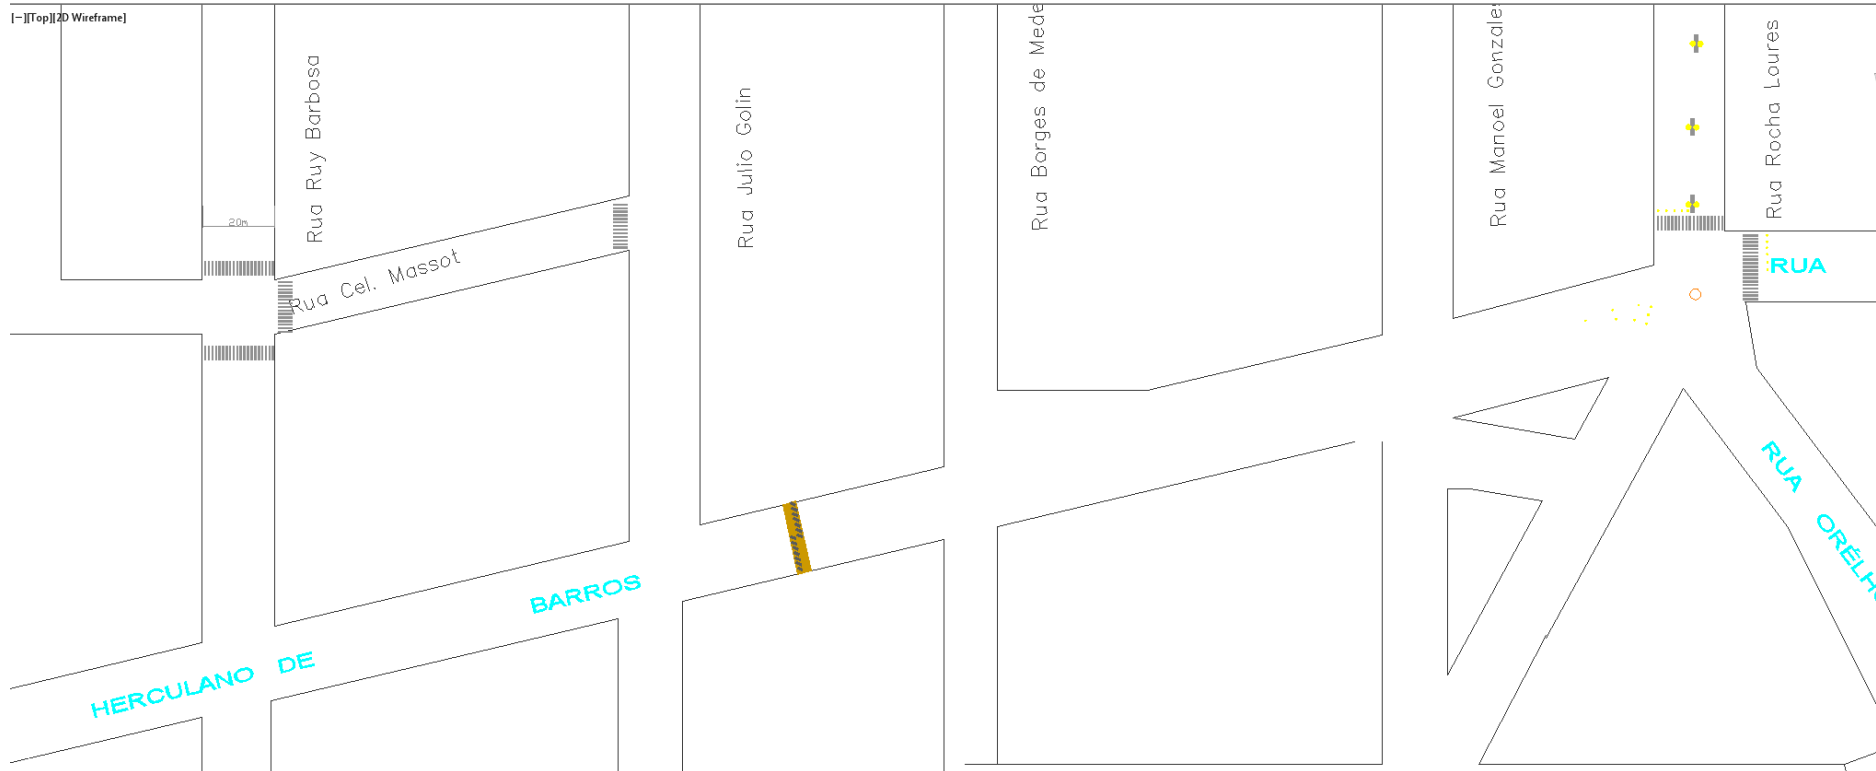 [−][Top][2D Wireframe]
Rua Ruy Barbosa
20m
Rua Cel. Massot
Rua Julio Golin
Rua Borges de Mede
Rua Manoel Gonzales
Rua Rocha Loures
RUA
RUA ORÉLH
HERCULANO DE BARROS